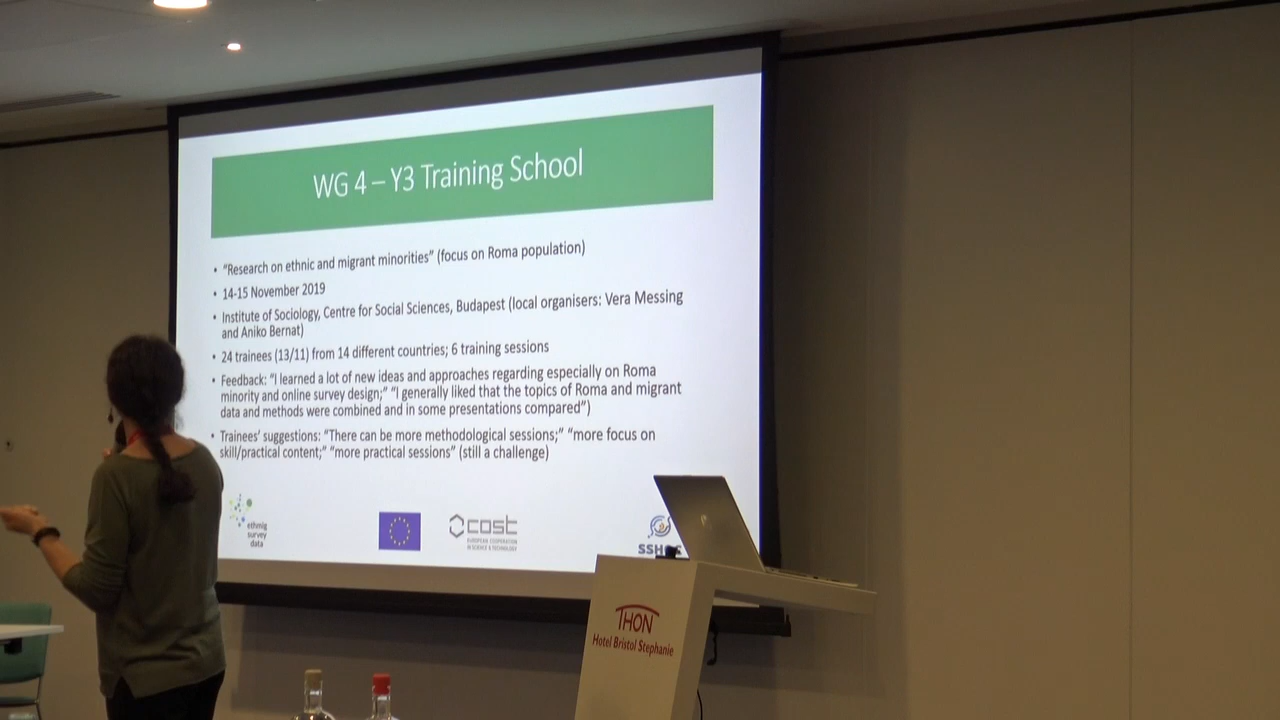 WG 4 – Y3 Training School
• "Research on ethnic and migrant minorities" (focus on Roma population)
• 14-15 November 2019
• Institute of Sociology, Centre for Social Sciences, Budapest (local organisers: Vera Messing
and Aniko Bernat)
• 24 trainees (13/11) from 14 different countries; 6 training sessions
• Feedback: "I learned a lot of new ideas and approaches regarding especially on Roma
minority and online survey design;" "I generally liked that the topics of Roma and migrant
data and methods were combined and in some presentations compared")
• Trainees' suggestions: "There can be more methodological sessions;" "more focus on
skill/practical content;" "more practical sessions" (still a challenge)
ethmig
survey
data
cost
EUROPEAN COOPERATION
IN SCIENCE & TECHNOLOGY
THON
Hotel Bristol Stephanie